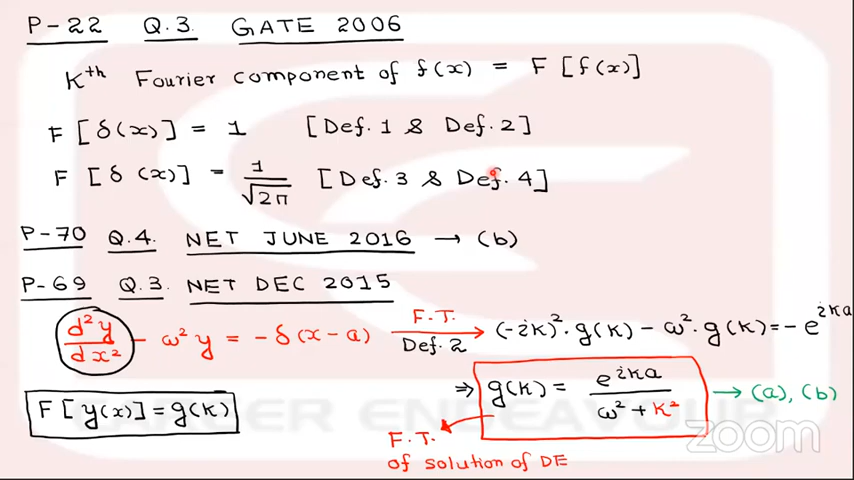 P-22 Q.3. GATE 2006
Kth Fourier component of f(x) = F [f(x)]
F [δ(x)] = 1 [Def. 1 & Def. 2]
F [δ(x)] = 1/√2π [Def. 3 & Def. 4]
P-70 Q.4. NET JUNE 2016 → (b)
P-69 Q.3. NET DEC 2015
d²y/dx² - ω²y = -δ(x-a) F.T. Def. 2 → (-ik)²·g(k) - ω²·g(k) = -e^ika
⇒ g(k) = e^ika/ω²+k² → (a), (b)
F [y(x)] = g(k)
F.T.
of solution of DE
CAREER ENDEAVOUR
zoom